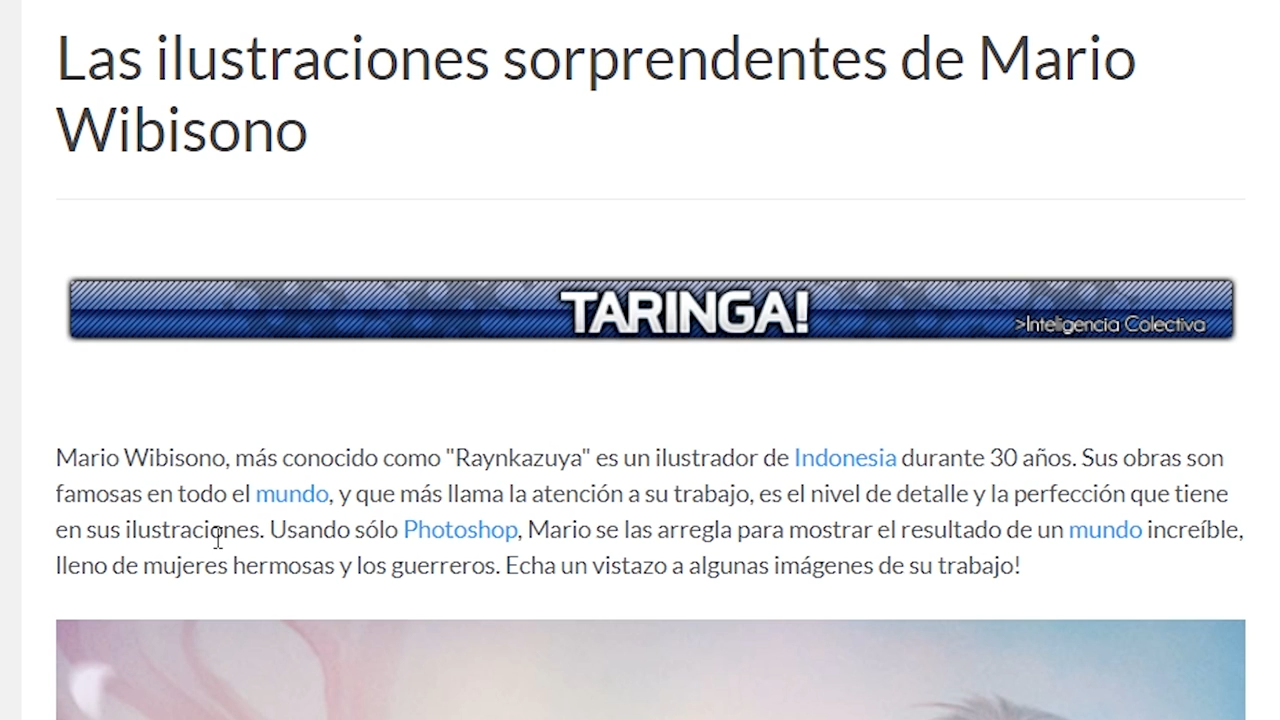 Las ilustraciones sorprendentes de Mario
Wibisono
TARINGA!
>Inteligencia Colectiva
Mario Wibisono, más conocido como "Raynkazuya" es un ilustrador de Indonesia durante 30 años. Sus obras son
famosas en todo el mundo, y que más llama la atención a su trabajo, es el nivel de detalle y la perfección que tiene
en sus ilustraciones. Usando sólo Photoshop, Mario se las arregla para mostrar el resultado de un mundo increíble,
lleno de mujeres hermosas y los guerreros. Echa un vistazo a algunas imágenes de su trabajo!